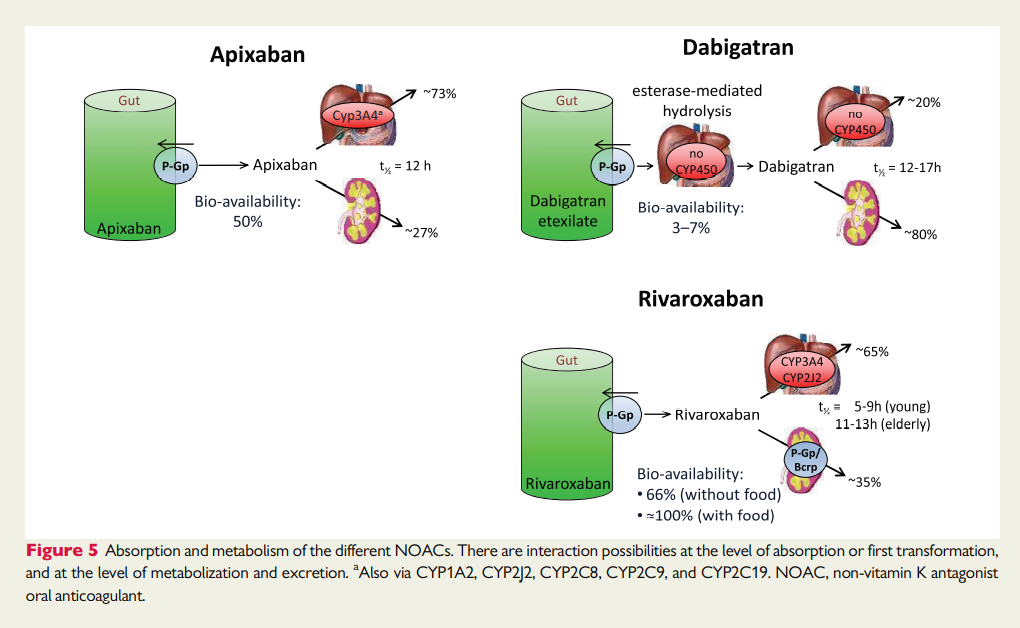 Apixaban
Gut
Cyp3A4ª
~73%
P-Gp
Apixaban
t½ = 12 h
Bio-availability:
50%
Apixaban
~27%
Dabigatran
esterase-mediated
hydrolysis
Gut
no
CYP450
~20%
P-Gp
no
CYP450
Dabigatran
t½ = 12-17h
Dabigatran
etexilate
Bio-availability:
3–7%
~80%
Rivaroxaban
Gut
CYP3A4
CYP2J2
~65%
P-Gp
Rivaroxaban
t½ = 5-9h (young)
11-13h (elderly)
P-Gp/
Bcrp
Rivaroxaban
Bio-availability:
• 66% (without food)
• ≈100% (with food)
~35%
Figure 5 Absorption and metabolism of the different NOACs. There are interaction possibilities at the level of absorption or first transformation,
and at the level of metabolization and excretion. ªAlso via CYP1A2, CYP2J2, CYP2C8, CYP2C9, and CYP2C19. NOAC, non-vitamin K antagonist
oral anticoagulant.